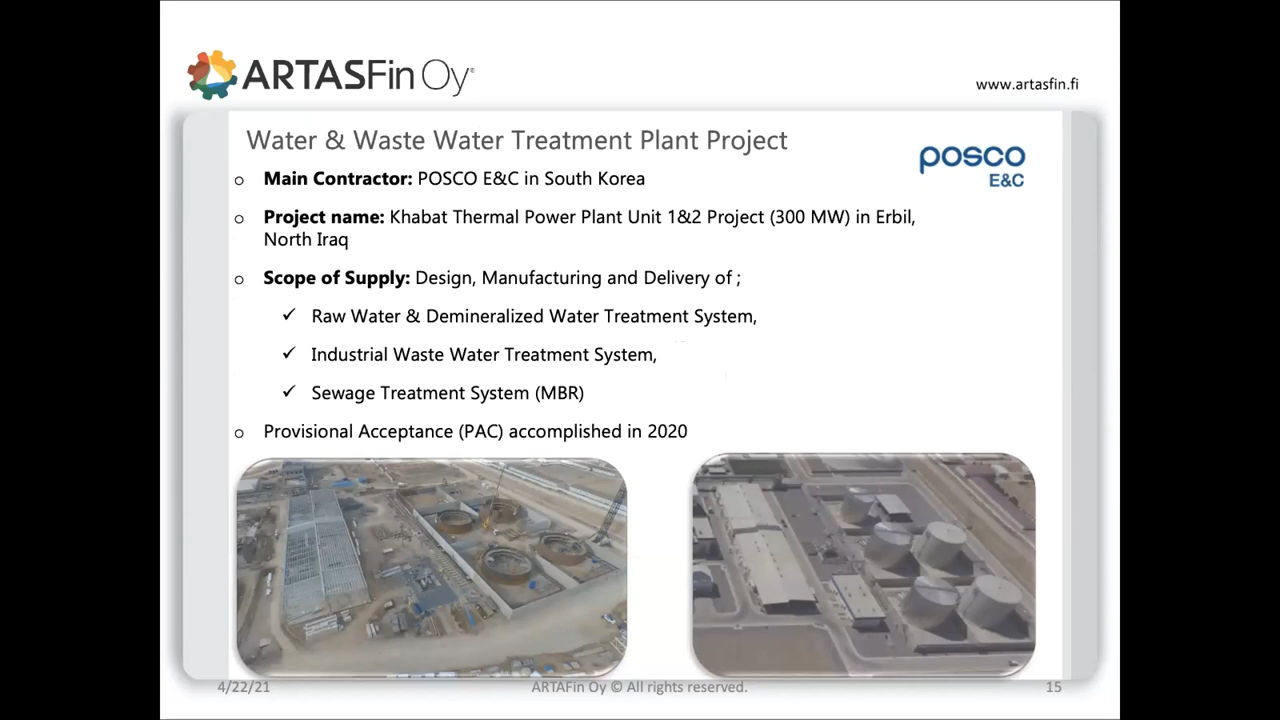 ARTASFin Oy®
www.artasfin.fi
Water & Waste Water Treatment Plant Project
posco
E&C
o Main Contractor: POSCO E&C in South Korea
o Project name: Khabat Thermal Power Plant Unit 1&2 Project (300 MW) in Erbil,
North Iraq
o Scope of Supply: Design, Manufacturing and Delivery of ;
✓ Raw Water & Demineralized Water Treatment System,
✓ Industrial Waste Water Treatment System,
✓ Sewage Treatment System (MBR)
o Provisional Acceptance (PAC) accomplished in 2020
4/22/21
ARTAFin Oy © All rights reserved.
15